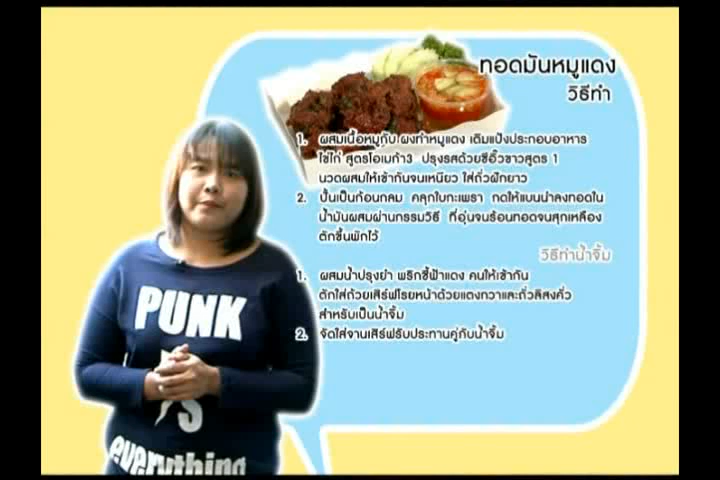 ทอดมันหมูแดง
วิธีทำ
1. ผสมเนื้อหมูกับ ผงทำหมูแดง เติมแป้งประกอบอาหาร
ไข่ไก่ สูตรโอเมก้า3 ปรุงรสด้วยซีอิ๊วขาวสูตร 1
นวดผสมให้เข้ากันจนเหนียว ใส่ถั่วฝักยาว
2. ปั้นเป็นก้อนกลม คลุกใบกะเพรา กดให้แบนนำลงทอดใน
น้ำมันผสมผ่านกรรมวิธี ที่อุ่นจนร้อนทอดจนสุกเหลือง
ตักขึ้นพักไว้
วิธีทำน้ำจิ้ม
1. ผสมน้ำปรุงยำ พริกชี้ฟ้าแดง คนให้เข้ากัน
ตักใส่ถ้วยเสิร์ฟโรยหน้าด้วยแตงกวาและถั่วลิสงคั่ว
สำหรับเป็นน้ำจิ้ม
2. จัดใส่จานเสิร์ฟรับประทานคู่กับน้ำจิ้ม
PUNK
IS
everything